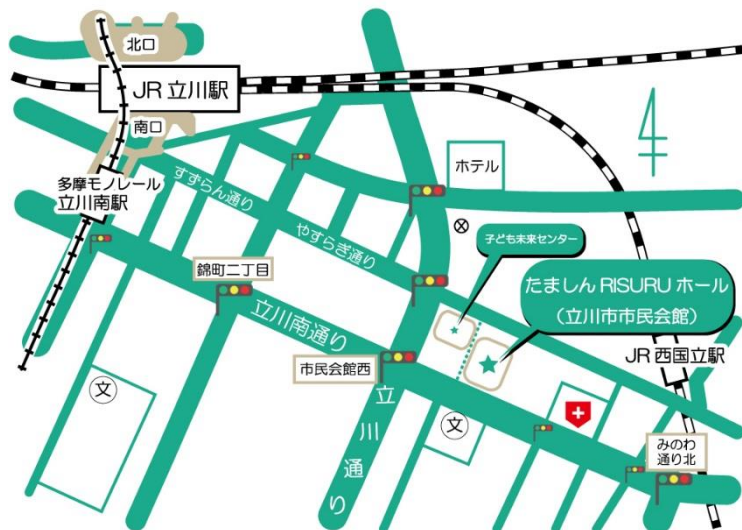 北口
JR 立川駅
南口
多摩モノレール
立川南駅
すずらん通り
やすらぎ通り
ホテル
子ども未来センター
たましん RISURU ホール
（立川市市民会館）
錦町二丁目
立川南通り
市民会館西
立川通り
JR 西国立駅
文
文
みのわ
通り北